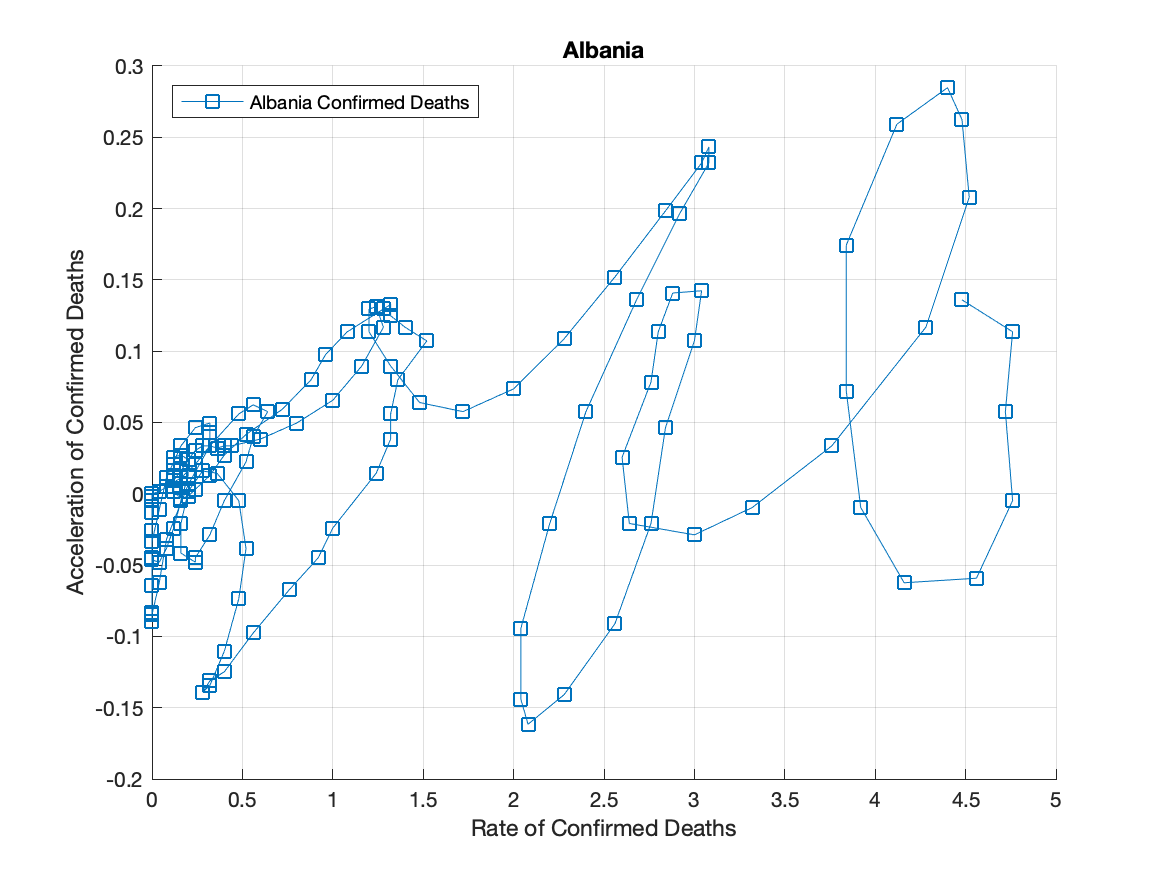 Albania
Albania Confirmed Deaths
0.3
0.25
0.2
0.15
0.1
0.05
0
-0.05
-0.1
-0.15
-0.2
0 0.5 1 1.5 2 2.5 3 3.5 4 4.5 5
Acceleration of Confirmed Deaths
Rate of Confirmed Deaths